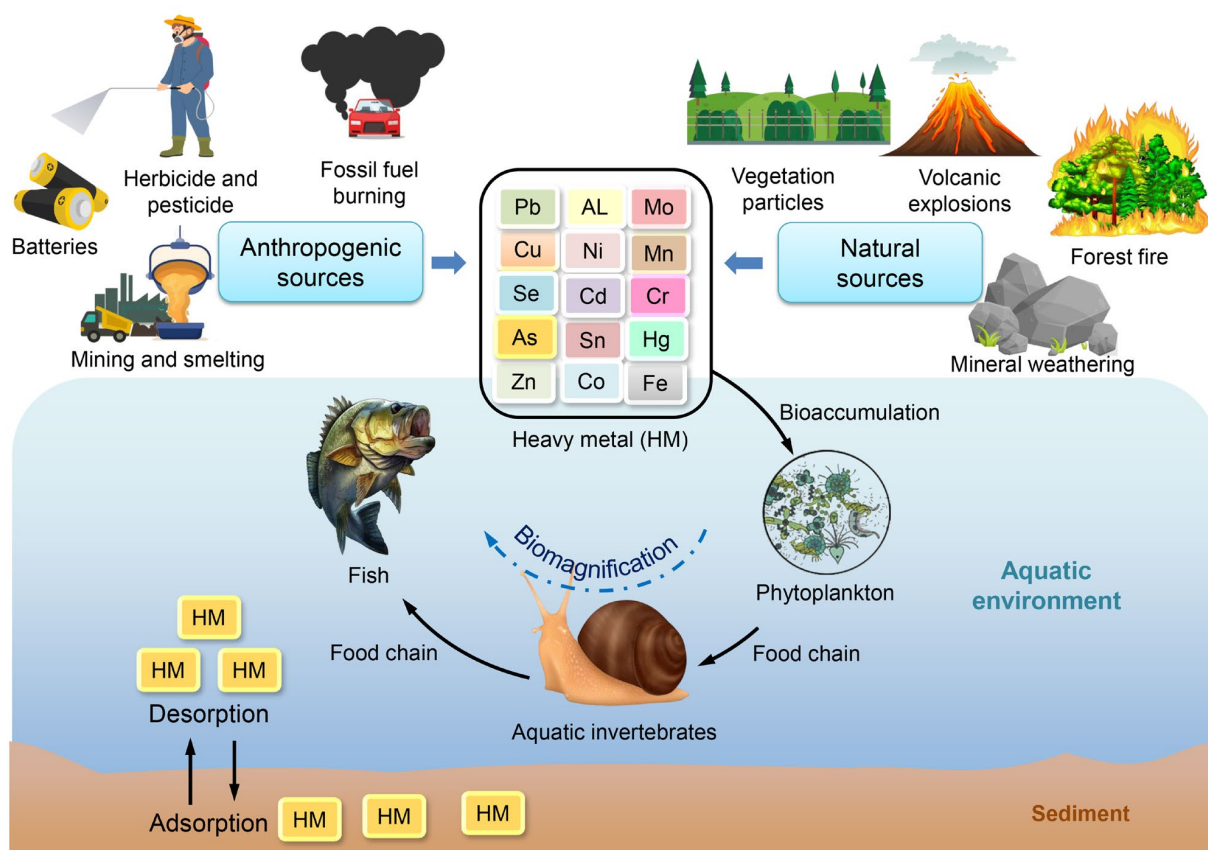 Batteries
Herbicide and
pesticide
Fossil fuel
burning
Mining and smelting
Anthropogenic
sources
Pb AL Mo
Cu Ni Mn
Se Cd Cr
As Sn Hg
Zn Co Fe
Heavy metal (HM)
Vegetation
particles
Volcanic
explosions
Forest fire
Natural
sources
Mineral weathering
Bioaccumulation
Phytoplankton
Food chain
Biomagnification
Aquatic invertebrates
Food chain
Fish
Aquatic
environment
HM
HM HM
Desorption
Adsorption HM HM HM
Sediment